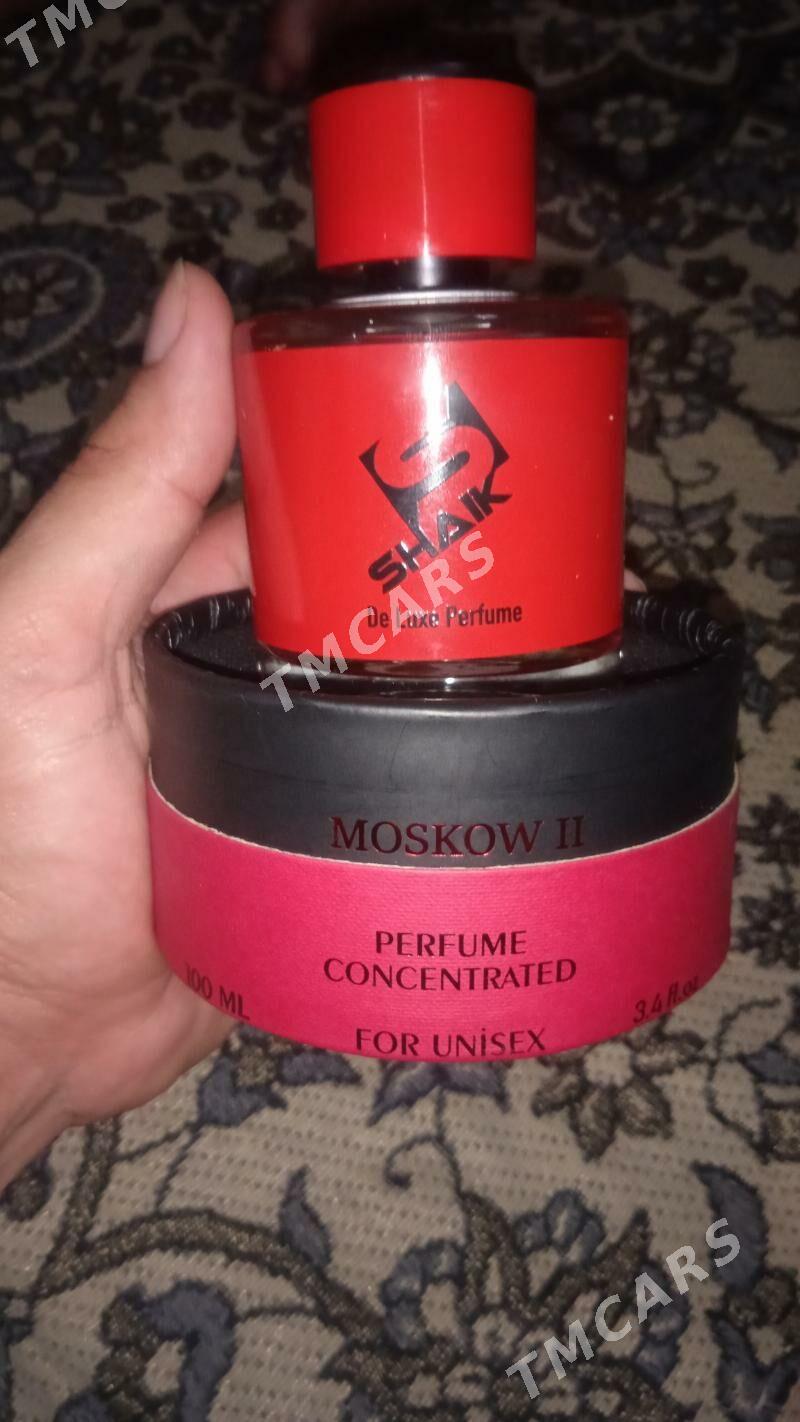 TMCARS
SHAIK
De Luxe Perfume
TMCARS
MOSKOW II
PERFUME
CONCENTRATED
100 ML
3.4 fl.oz
FOR UNİSEX
TMCARS